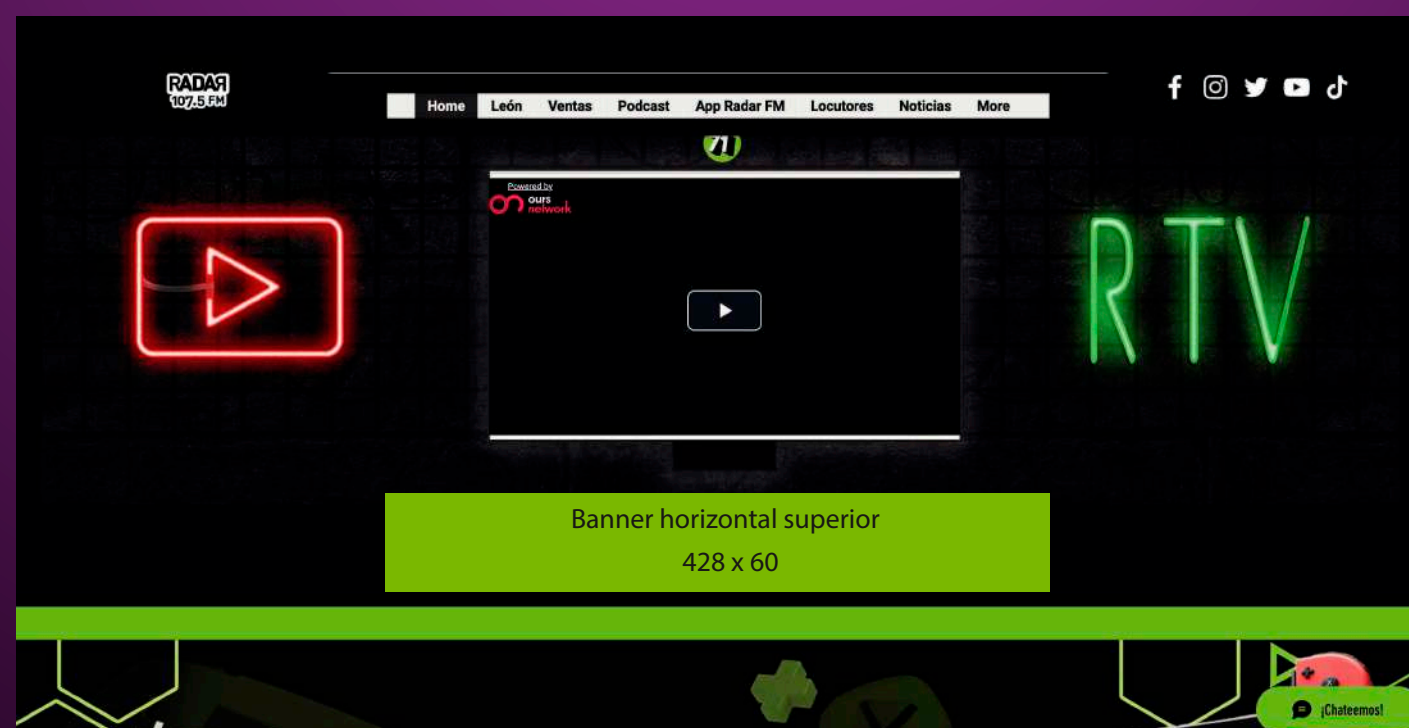 RADAR
107.5 FM
Home León Ventas Podcast App Radar FM Locutores Noticias More
71
Powered by
ours
network
RTV
Banner horizontal superior
428 x 60
¡Chateemos!